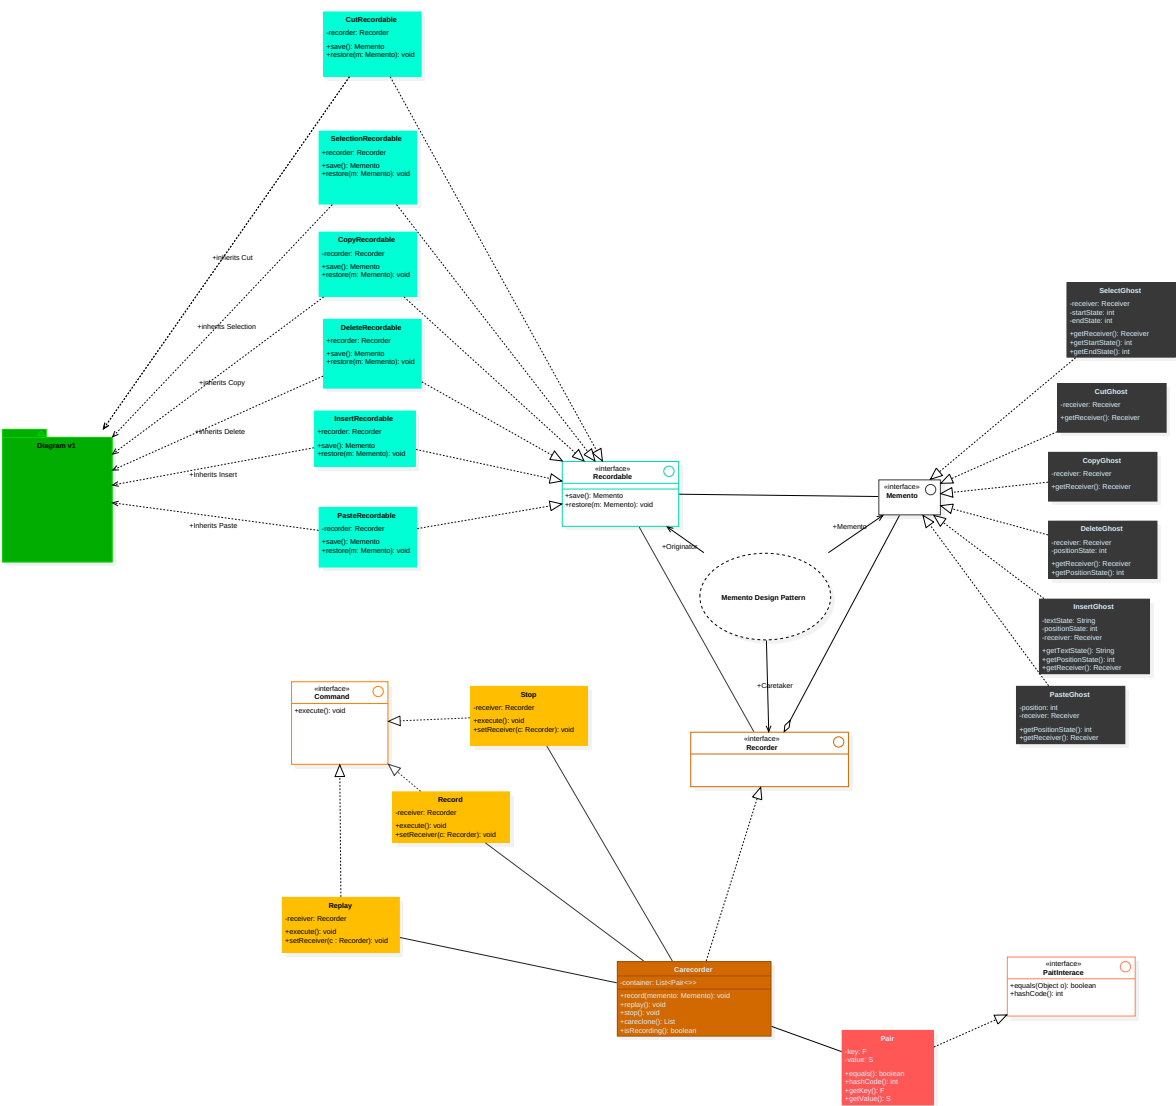 CutRecordable
-recorder: Recorder
+save(): Memento
+restore(m: Memento): void
SelectionRecordable
+recorder: Recorder
+save(): Memento
+restore(m: Memento): void
+inherits Cut
CopyRecordable
-recorder: Recorder
+save(): Memento
+restore(m: Memento): void
+inherits Selection
DeleteRecordable
+recorder: Recorder
+save(): Memento
+restore(m: Memento): void
+inherits Copy
InsertRecordable
+recorder: Recorder
+save(): Memento
+restore(m: Memento): void
+inherits Delete
Diagram v1
+inherits Insert
PasteRecordable
-recorder: Recorder
+save(): Memento
+restore(m: Memento): void
+Inherits Paste
«interface»
Recordable
+save(): Memento
+restore(m: Memento): void
«interface»
Memento
+Memento
+Originator
Memento Design Pattern
+Caretaker
SelectGhost
-receiver: Receiver
-startState: int
-endState: int
+getReceiver(): Receiver
+getStartState(): int
+getEndState(): int
CutGhost
-receiver: Receiver
+getReceiver(): Receiver
CopyGhost
-receiver: Receiver
+getReceiver(): Receiver
DeleteGhost
-receiver: Receiver
-positionState: int
+getReceiver(): Receiver
+getPositionState(): int
InsertGhost
-textState: String
-positionState: int
-receiver: Receiver
+getTextState(): String
+getPositionState(): int
+getReceiver(): Receiver
PasteGhost
-position: int
-receiver: Receiver
+getPositionState(): int
+getReceiver(): Receiver
«interface»
Command
+execute(): void
Stop
-receiver: Recorder
+execute(): void
+setReceiver(c: Recorder): void
«interface»
Recorder
Record
-receiver: Recorder
+execute(): void
+setReceiver(c: Recorder): void
Replay
-receiver: Recorder
+execute(): void
+setReceiver(c : Recorder): void
Carecorder
-container: List<Pair<>>
+record(memento: Memento): void
+replay(): void
+stop(): void
+careclone(): List
+isRecording(): boolean
«interface»
PaitInterace
+equals(Object o): boolean
+hashCode(): int
Pair
-key: F
-value: S
+equals(): boolean
+hashCode(): int
+getKey(): F
+getValue(): S